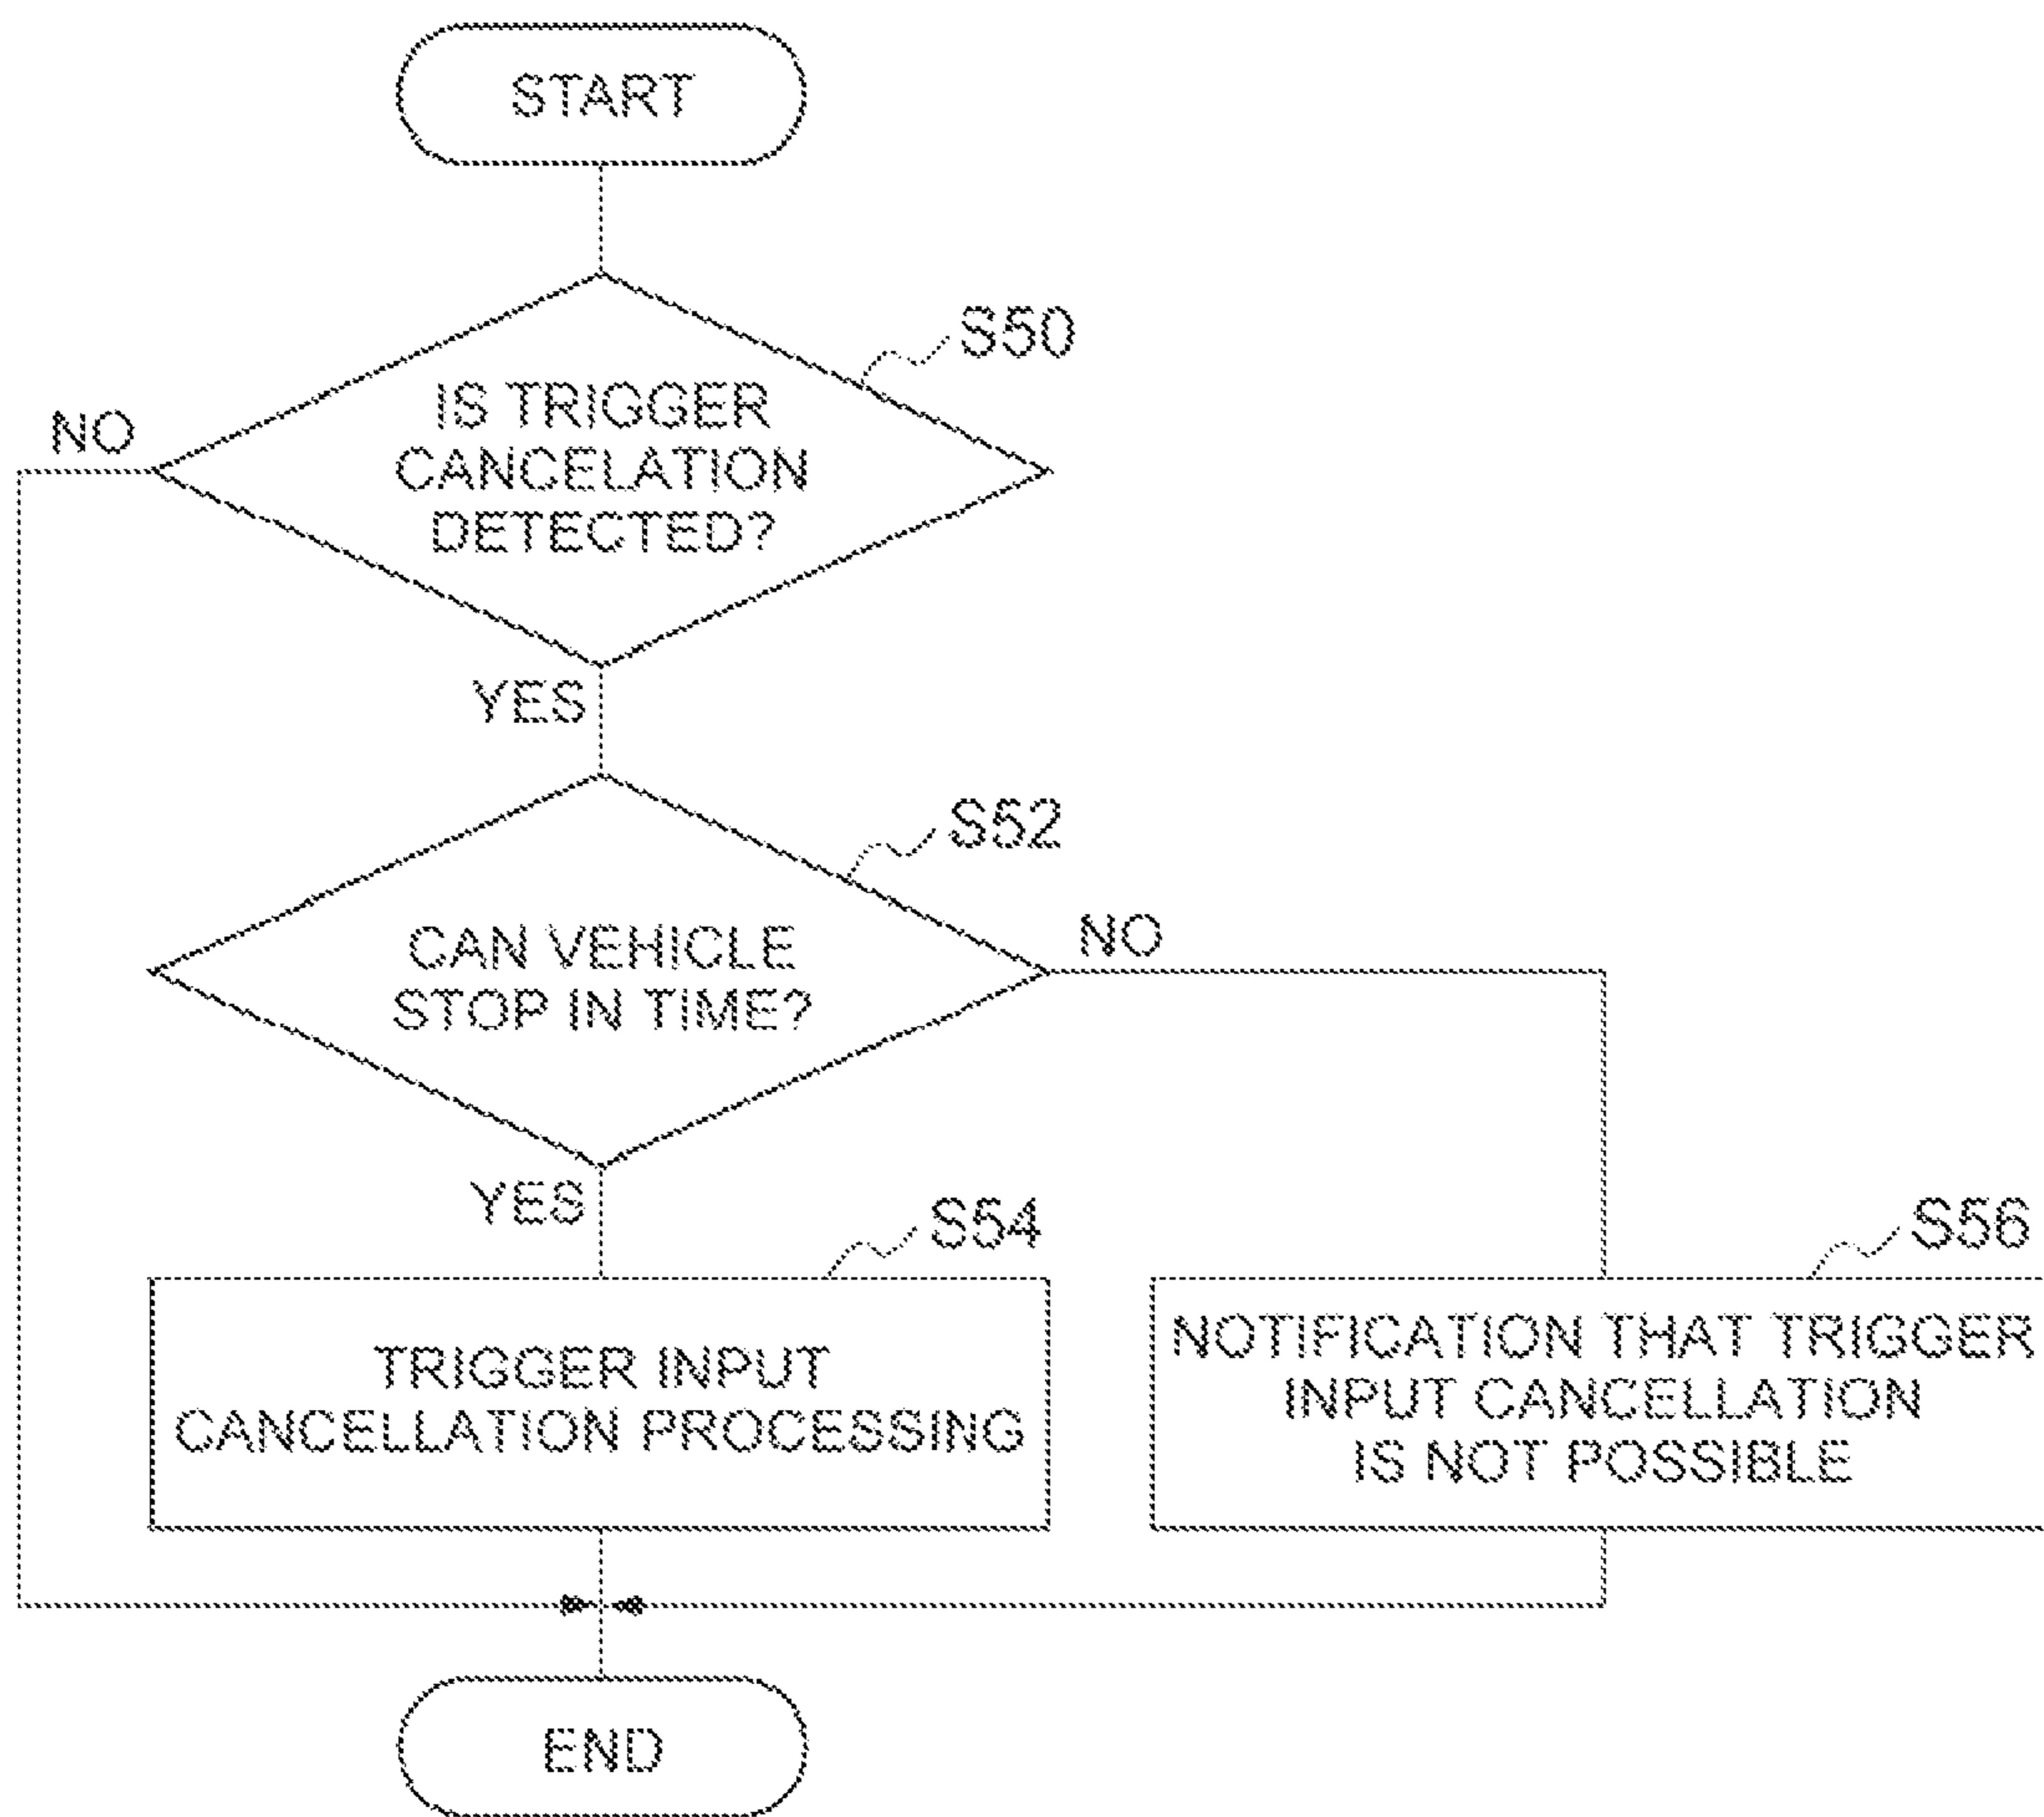 START
S50
IS TRIGGER
CANCELATION
DETECTED?
NO
YES
S52
CAN VEHICLE
STOP IN TIME?
NO
YES
S54
TRIGGER INPUT
CANCELLATION PROCESSING
S56
NOTIFICATION THAT TRIGGER
INPUT CANCELLATION
IS NOT POSSIBLE
END